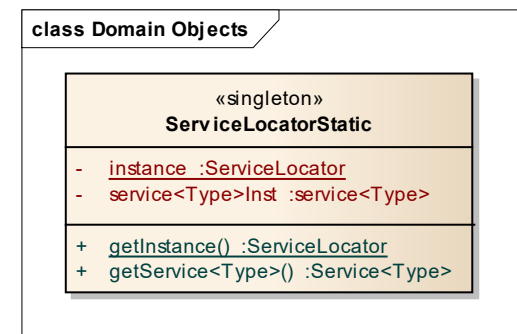 class Domain Objects
«singleton»
ServiceLocatorStatic
- instance :ServiceLocator
- service<Type>Inst :service<Type>
+ getInstance() :ServiceLocator
+ getService<Type>() :Service<Type>